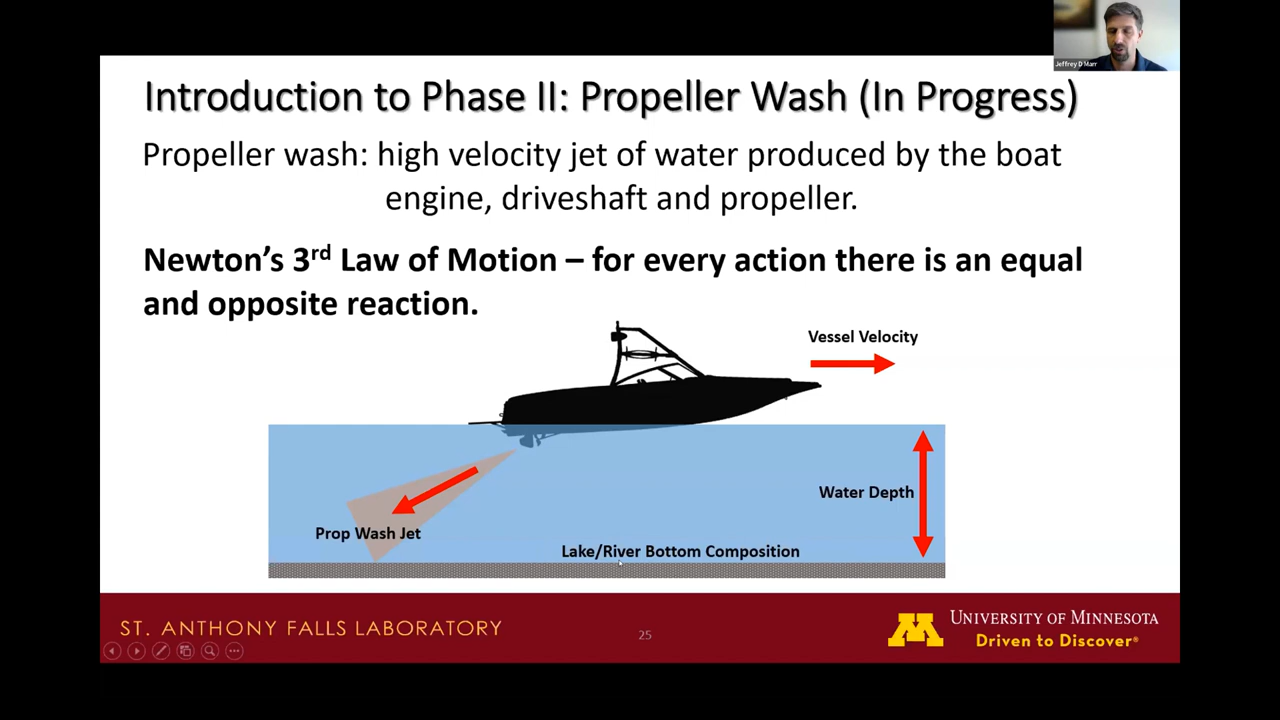 Jeffrey D Marr
Introduction to Phase II: Propeller Wash (In Progress)
Propeller wash: high velocity jet of water produced by the boat
engine, driveshaft and propeller.
Newton’s 3rd Law of Motion – for every action there is an equal
and opposite reaction.
Vessel Velocity
Water Depth
Prop Wash Jet
Lake/River Bottom Composition
ST. ANTHONY FALLS LABORATORY
25
M
UNIVERSITY OF MINNESOTA
Driven to Discover®